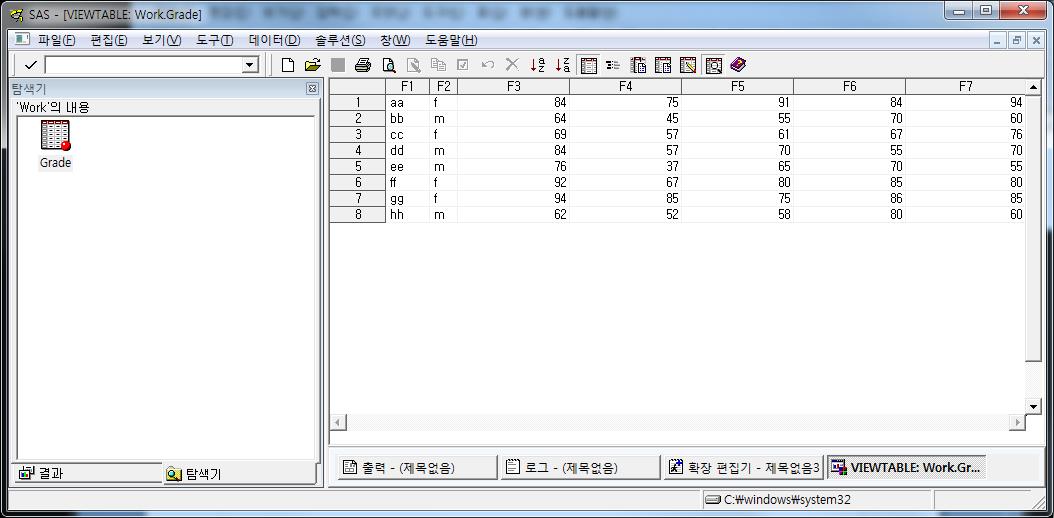 SAS - [VIEWTABLE: Work.Grade]
파일(F) 편집(E) 보기(V) 도구(T) 데이터(D) 솔루션(S) 창(W) 도움말(H)
탐색기
'Work'의 내용
Grade
F1 F2 F3 F4 F5 F6 F7
1 aa f 84 75 91 84 94
2 bb m 64 45 55 70 60
3 cc f 69 57 61 67 76
4 dd m 84 57 70 55 70
5 ee m 76 37 65 70 55
6 ff f 92 67 80 85 80
7 gg f 94 85 75 86 85
8 hh m 62 52 58 80 60
결과 탐색기
출력 - (제목없음) 로그 - (제목없음) 확장 편집기 - 제목없음3 VIEWTABLE: Work.Gr...
C:₩windows₩system32